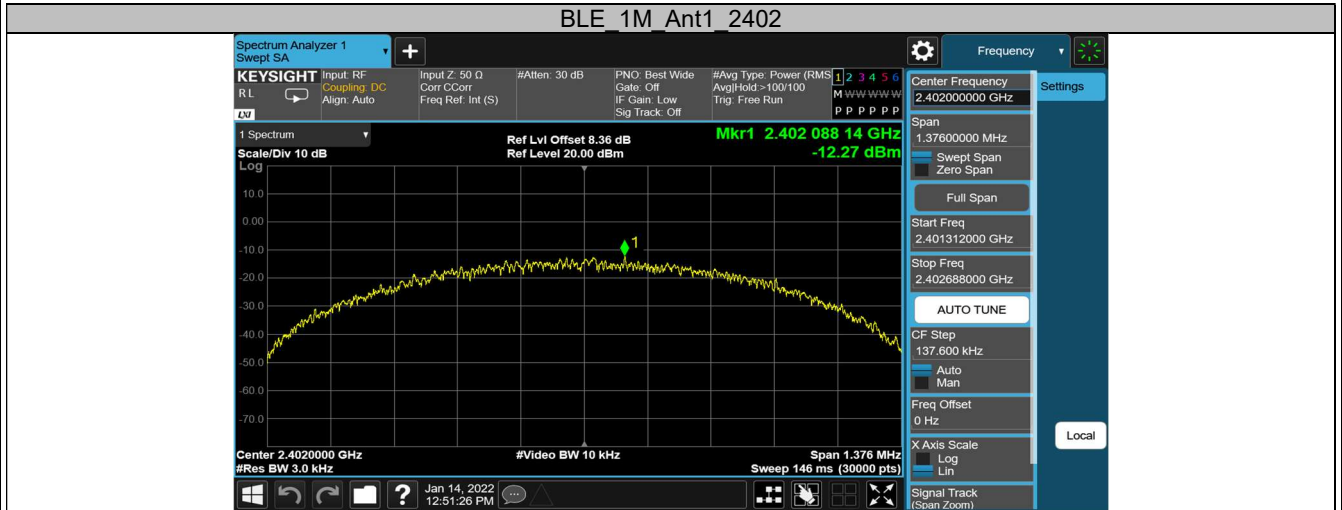 BLE_1M_Ant1_2402
Spectrum Analyzer 1
Swept SA
+
Frequency
KEYSIGHT
RL
LXI
Input: RF
Coupling: DC
Align: Auto
Input Z: 50 Ω
Corr CCorr
Freq Ref: Int (S)
#Atten: 30 dB
PNO: Best Wide
Gate: Off
IF Gain: Low
Sig Track: Off
#Avg Type: Power (RMS
Avg|Hold:>100/100
Trig: Free Run
1 2 3 4 5 6
M W W W W W
P P P P P P
1 Spectrum
Scale/Div 10 dB
Log
Ref Lvl Offset 8.36 dB
Ref Level 20.00 dBm
Mkr1 2.402 088 14 GHz
-12.27 dBm
10.0
0.00
-10.0
-20.0
-30.0
-40.0
-50.0
-60.0
-70.0
1
Center 2.4020000 GHz
#Res BW 3.0 kHz
#Video BW 10 kHz
Span 1.376 MHz
Sweep 146 ms (30000 pts)
?
Jan 14, 2022
12:51:26 PM
Center Frequency
2.402000000 GHz
Settings
Span
1.37600000 MHz
Swept Span
Zero Span
Full Span
Start Freq
2.401312000 GHz
Stop Freq
2.402688000 GHz
AUTO TUNE
CF Step
137.600 kHz
Auto
Man
Freq Offset
0 Hz
X Axis Scale
Log
Lin
Local
Signal Track
(Span Zoom)